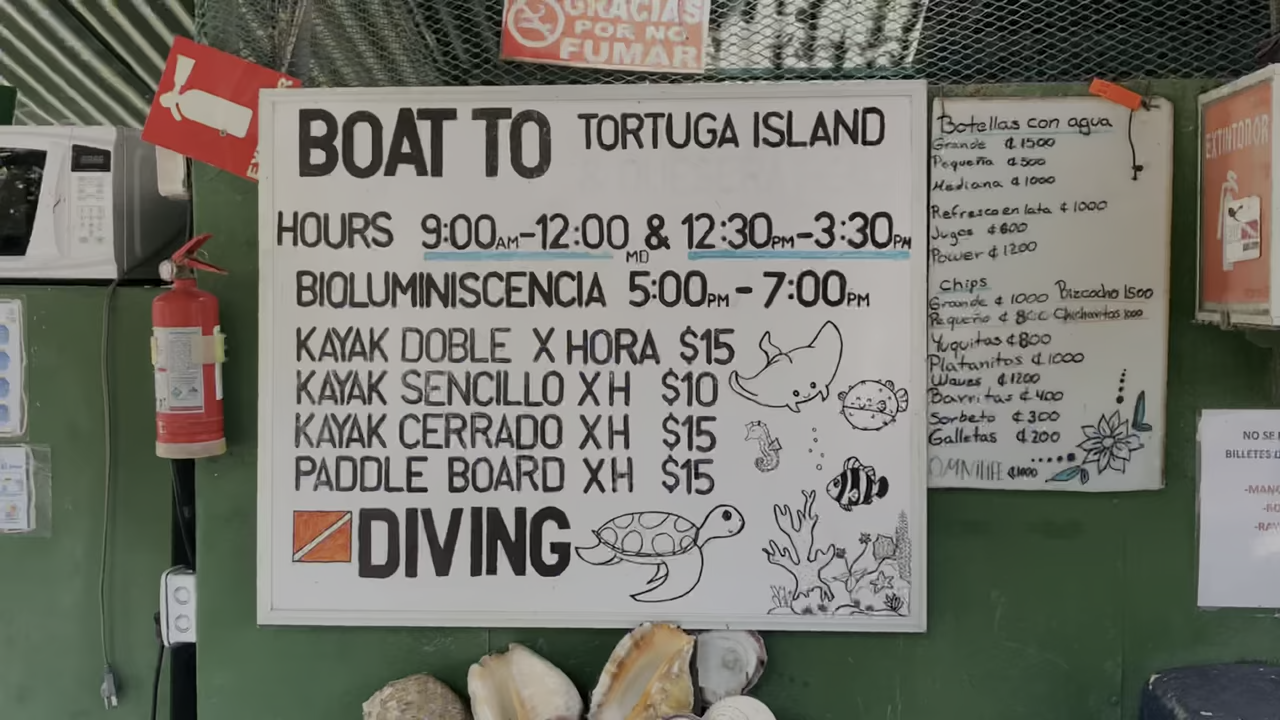 GRACIAS
POR NO
FUMAR
BOAT TO TORTUGA ISLAND
HOURS 9:00AM-12:00MD & 12:30PM-3:30PM
BIOLUMINISCENCIA 5:00PM - 7:00PM
KAYAK DOBLE X HORA $15
KAYAK SENCILLO X H $10
KAYAK CERRADO X H $15
PADDLE BOARD X H $15
DIVING
Botellas con agua
Grande ₡1500
Pequeña ₡500
Mediana ₡1000
Refresco en lata ₡1000
Jugos ₡600
Power ₡1200
Chips
Grande ₡1000 Bizcocho 1500
Pequeño ₡800 Chicharritos 1000
Yuquitas ₡800
Platanitos ₡1000
Waves ₡1200
Barritas ₡400
Sorbeto ₡300
Galletas ₡200
OMNILIFE ₡1000
EXTINTOR
NO SE
BILLETES D